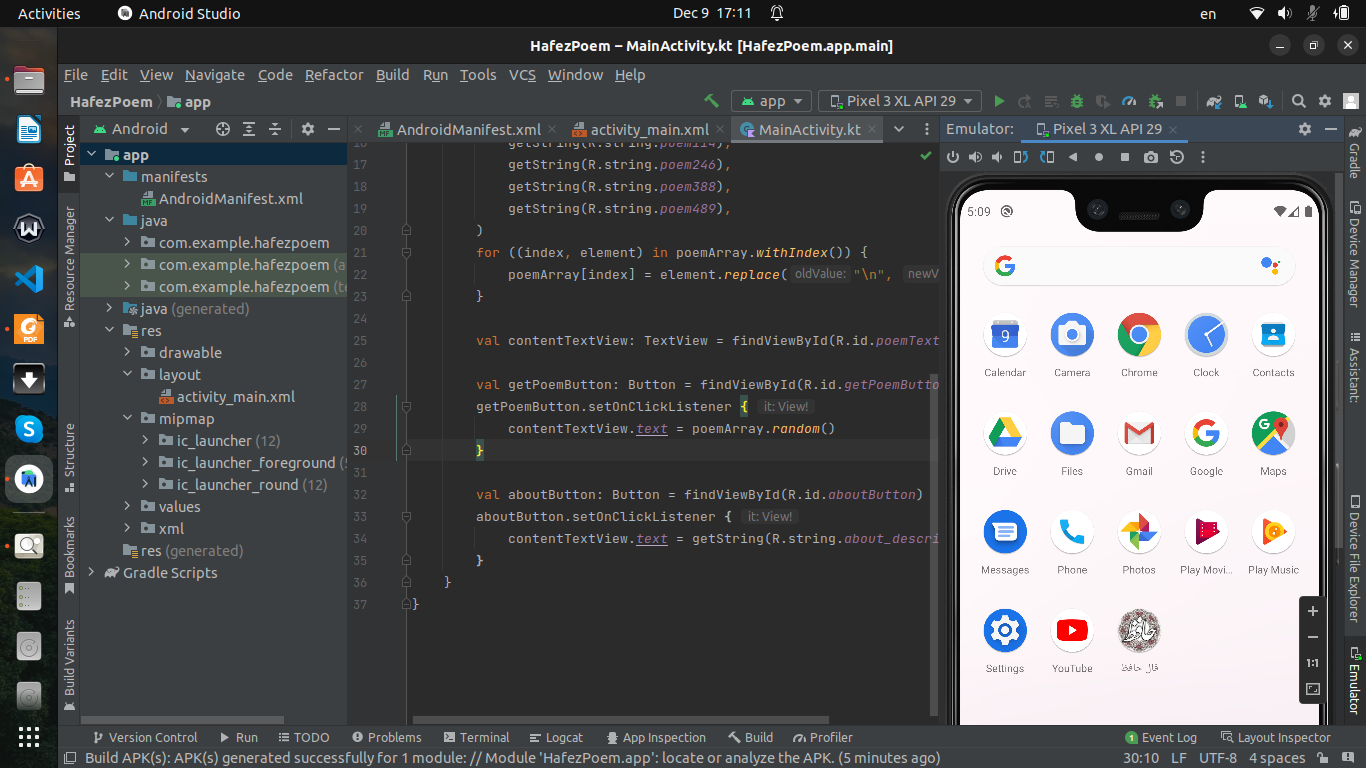 Activities
Android Studio
Dec 9 17:11
en
HafezPoem – MainActivity.kt [HafezPoem.app.main]
File Edit View Navigate Code Refactor Build Run Tools VCS Window Help
HafezPoem app
app
Pixel 3 XL API 29
Project
Resource Manager
Structure
Bookmarks
Build Variants
Android
app
manifests
AndroidManifest.xml
java
com.example.hafezpoem
com.example.hafezpoem (a
com.example.hafezpoem (te
java (generated)
res
drawable
layout
activity_main.xml
mipmap
ic_launcher (12)
ic_launcher_foreground (
ic_launcher_round (12)
values
xml
res (generated)
Gradle Scripts
AndroidManifest.xml
activity_main.xml
MainActivity.kt
16 getString(R.string.poem114),
17 getString(R.string.poem246),
18 getString(R.string.poem388),
19 getString(R.string.poem489),
20 )
21 for ((index, element) in poemArray.withIndex()) {
22 poemArray[index] = element.replace( oldValue: "\n", newV
23 }
24
25 val contentTextView: TextView = findViewById(R.id.poemText
26
27 val getPoemButton: Button = findViewById(R.id.getPoemButto
28 getPoemButton.setOnClickListener { it: View!
29 contentTextView.text = poemArray.random()
30 }
31
32 val aboutButton: Button = findViewById(R.id.aboutButton)
33 aboutButton.setOnClickListener { it: View!
34 contentTextView.text = getString(R.string.about_descri
35 }
36 }
37 }
Emulator: Pixel 3 XL API 29
5:09
9
Calendar Camera Chrome Clock Contacts
Drive Files Gmail Google Maps
Messages Phone Photos Play Movi... Play Music
Settings YouTube فال حافظ
1:1
Gradle
Device Manager
Assistant:
Device File Explorer
Emulator
Version Control Run TODO Problems Terminal Logcat App Inspection Build Profiler
1 Event Log Layout Inspector
Build APK(s): APK(s) generated successfully for 1 module: // Module 'HafezPoem.app': locate or analyze the APK. (5 minutes ago)
30:10 LF UTF-8 4 spaces